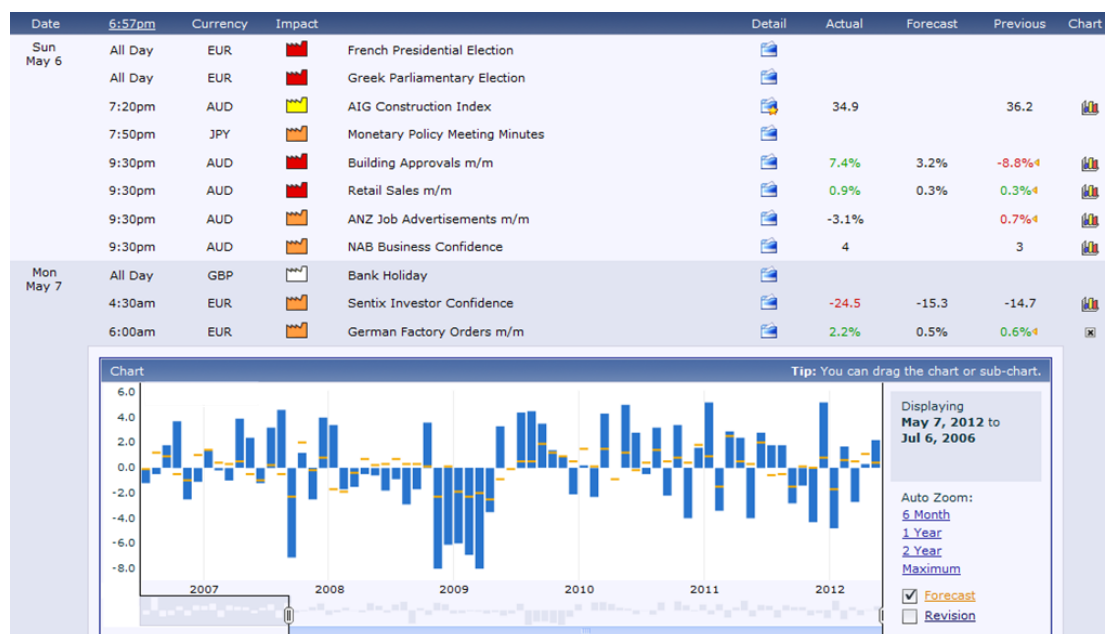 Date 6:57pm Currency Impact Detail Actual Forecast Previous Chart
Sun May 6 All Day EUR French Presidential Election
All Day EUR Greek Parliamentary Election
7:20pm AUD AIG Construction Index 34.9 36.2
7:50pm JPY Monetary Policy Meeting Minutes
9:30pm AUD Building Approvals m/m 7.4% 3.2% -8.8%
9:30pm AUD Retail Sales m/m 0.9% 0.3% 0.3%
9:30pm AUD ANZ Job Advertisements m/m -3.1% 0.7%
9:30pm AUD NAB Business Confidence 4 3
Mon May 7 All Day GBP Bank Holiday
4:30am EUR Sentix Investor Confidence -24.5 -15.3 -14.7
6:00am EUR German Factory Orders m/m 2.2% 0.5% 0.6%
Chart Tip: You can drag the chart or sub-chart.
6.0
4.0
2.0
0.0
-2.0
-4.0
-6.0
-8.0
2007 2008 2009 2010 2011 2012
Displaying
May 7, 2012 to
Jul 6, 2006
Auto Zoom:
6 Month
1 Year
2 Year
Maximum
Forecast
Revision